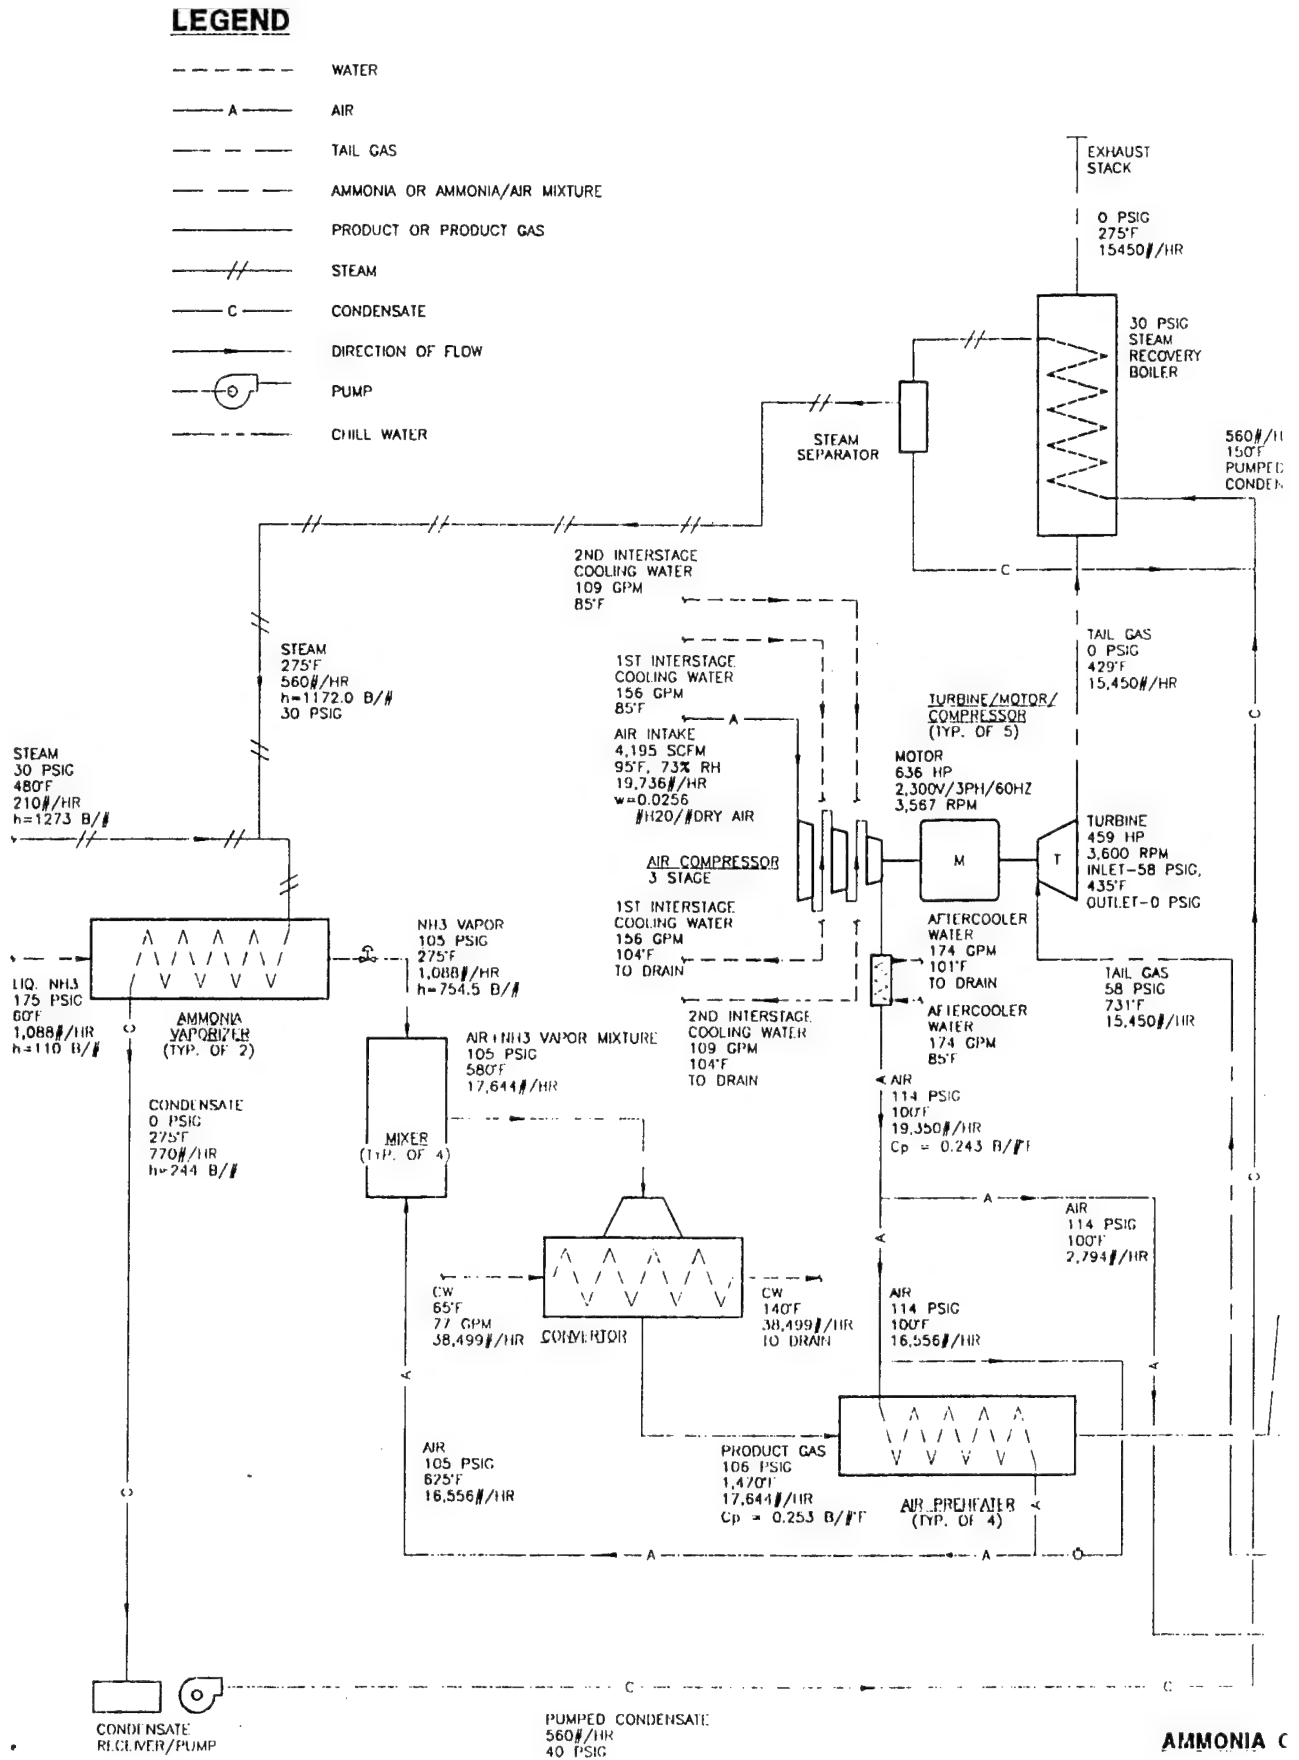 LEGEND
WATER
A
AIR
TAIL GAS
AMMONIA OR AMMONIA/AIR MIXTURE
PRODUCT OR PRODUCT GAS
STEAM
C
CONDENSATE
DIRECTION OF FLOW
PUMP
CHILL WATER
EXHAUST
STACK
0 PSIG
275°F
15450#/HR
30 PSIG
STEAM
RECOVERY
BOILER
STEAM
SEPARATOR
560#/H
150°F
PUMPED
CONDEN
C
2ND INTERSTAGE
COOLING WATER
109 GPM
85°F
STEAM
275°F
560#/HR
h=1172.0 B/#
30 PSIG
1ST INTERSTAGE
COOLING WATER
156 GPM
85°F
A
AIR INTAKE
4,195 SCFM
95°F, 73% RH
19,736#/HR
w=0.0256
#H2O/#DRY AIR
TAIL GAS
0 PSIG
429°F
15,450#/HR
C
TURBINE/MOTOR/
COMPRESSOR
(TYP. OF 5)
MOTOR
636 HP
2,300V/3PH/60HZ
3,567 RPM
STEAM
30 PSIG
480°F
210#/HR
h=1273 B/#
AIR COMPRESSOR
3 STAGE
M
T
TURBINE
459 HP
3,600 RPM
INLET-58 PSIG,
435°F
OUTLET-0 PSIG
1ST INTERSTAGE
COOLING WATER
156 GPM
104°F
TO DRAIN
AFTERCOOLER
WATER
174 GPM
101°F
TO DRAIN
NH3 VAPOR
105 PSIG
275°F
1,088#/HR
h=754.5 B/#
LIQ. NH3
175 PSIG
60°F
1,088#/HR
h=110 B/#
C
AMMONIA
VAPORIZER
(TYP. OF 2)
2ND INTERSTAGE
COOLING WATER
109 GPM
104°F
TO DRAIN
AFTERCOOLER
WATER
174 GPM
85°F
TAIL GAS
58 PSIG
731°F
15,450#/HR
AIR+NH3 VAPOR MIXTURE
105 PSIG
580°F
17,644#/HR
A
AIR
114 PSIG
100°F
19,350#/HR
Cp = 0.243 B/#°F
CONDENSATE
0 PSIG
275°F
770#/HR
h=244 B/#
MIXER
(TYP. OF 4)
A
AIR
114 PSIG
100°F
2,794#/HR
C
A
CW
65°F
77 GPM
38,499#/HR
CONVERTOR
CW
140°F
38,499#/HR
TO DRAIN
AIR
114 PSIG
100°F
16,556#/HR
A
A
AIR
105 PSIG
625°F
16,556#/HR
PRODUCT GAS
106 PSIG
1,470°F
17,644#/HR
Cp = 0.253 B/#°F
AIR PREHEATER
(TYP. OF 4)
A
C
A
A
C
C
CONDENSATE
RECEIVER/PUMP
PUMPED CONDENSATE
560#/HR
40 PSIG
AMMONIA